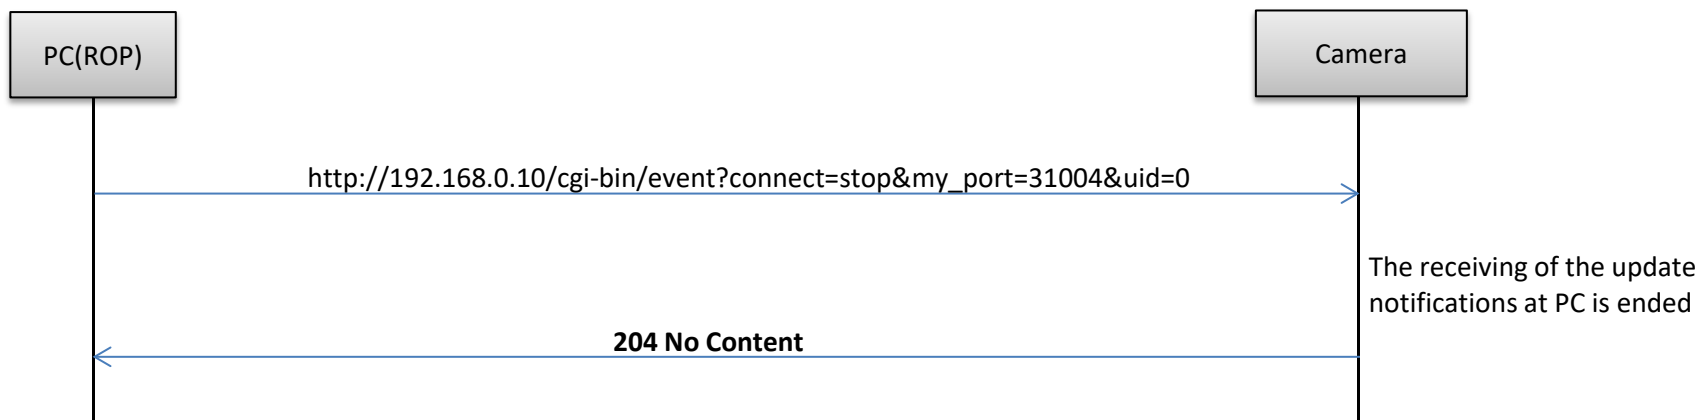 PC(ROP)
Camera
http://192.168.0.10/cgi-bin/event?connect=stop&my_port=31004&uid=0
The receiving of the update
notifications at PC is ended
204 No Content